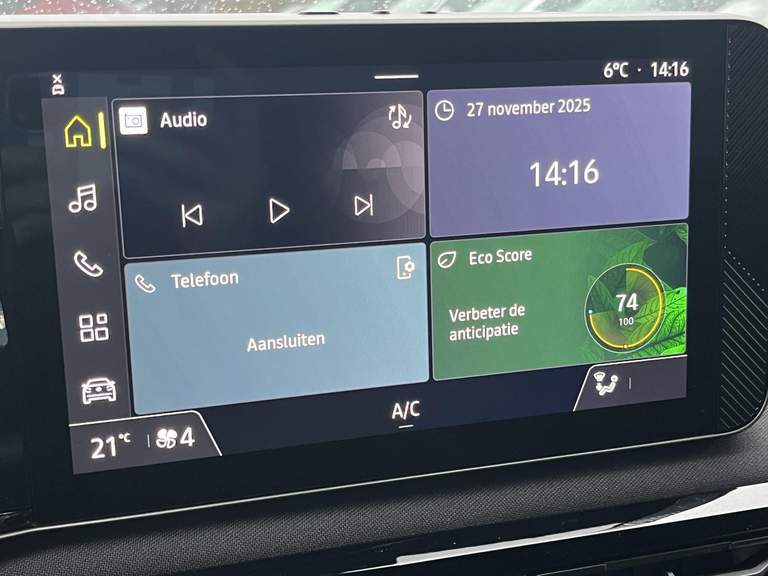 6°C · 14:16
Audio
27 november 2025
14:16
Telefoon
Aansluiten
Eco Score
Verbeter de
anticipatie
74
100
21°C
4
A/C